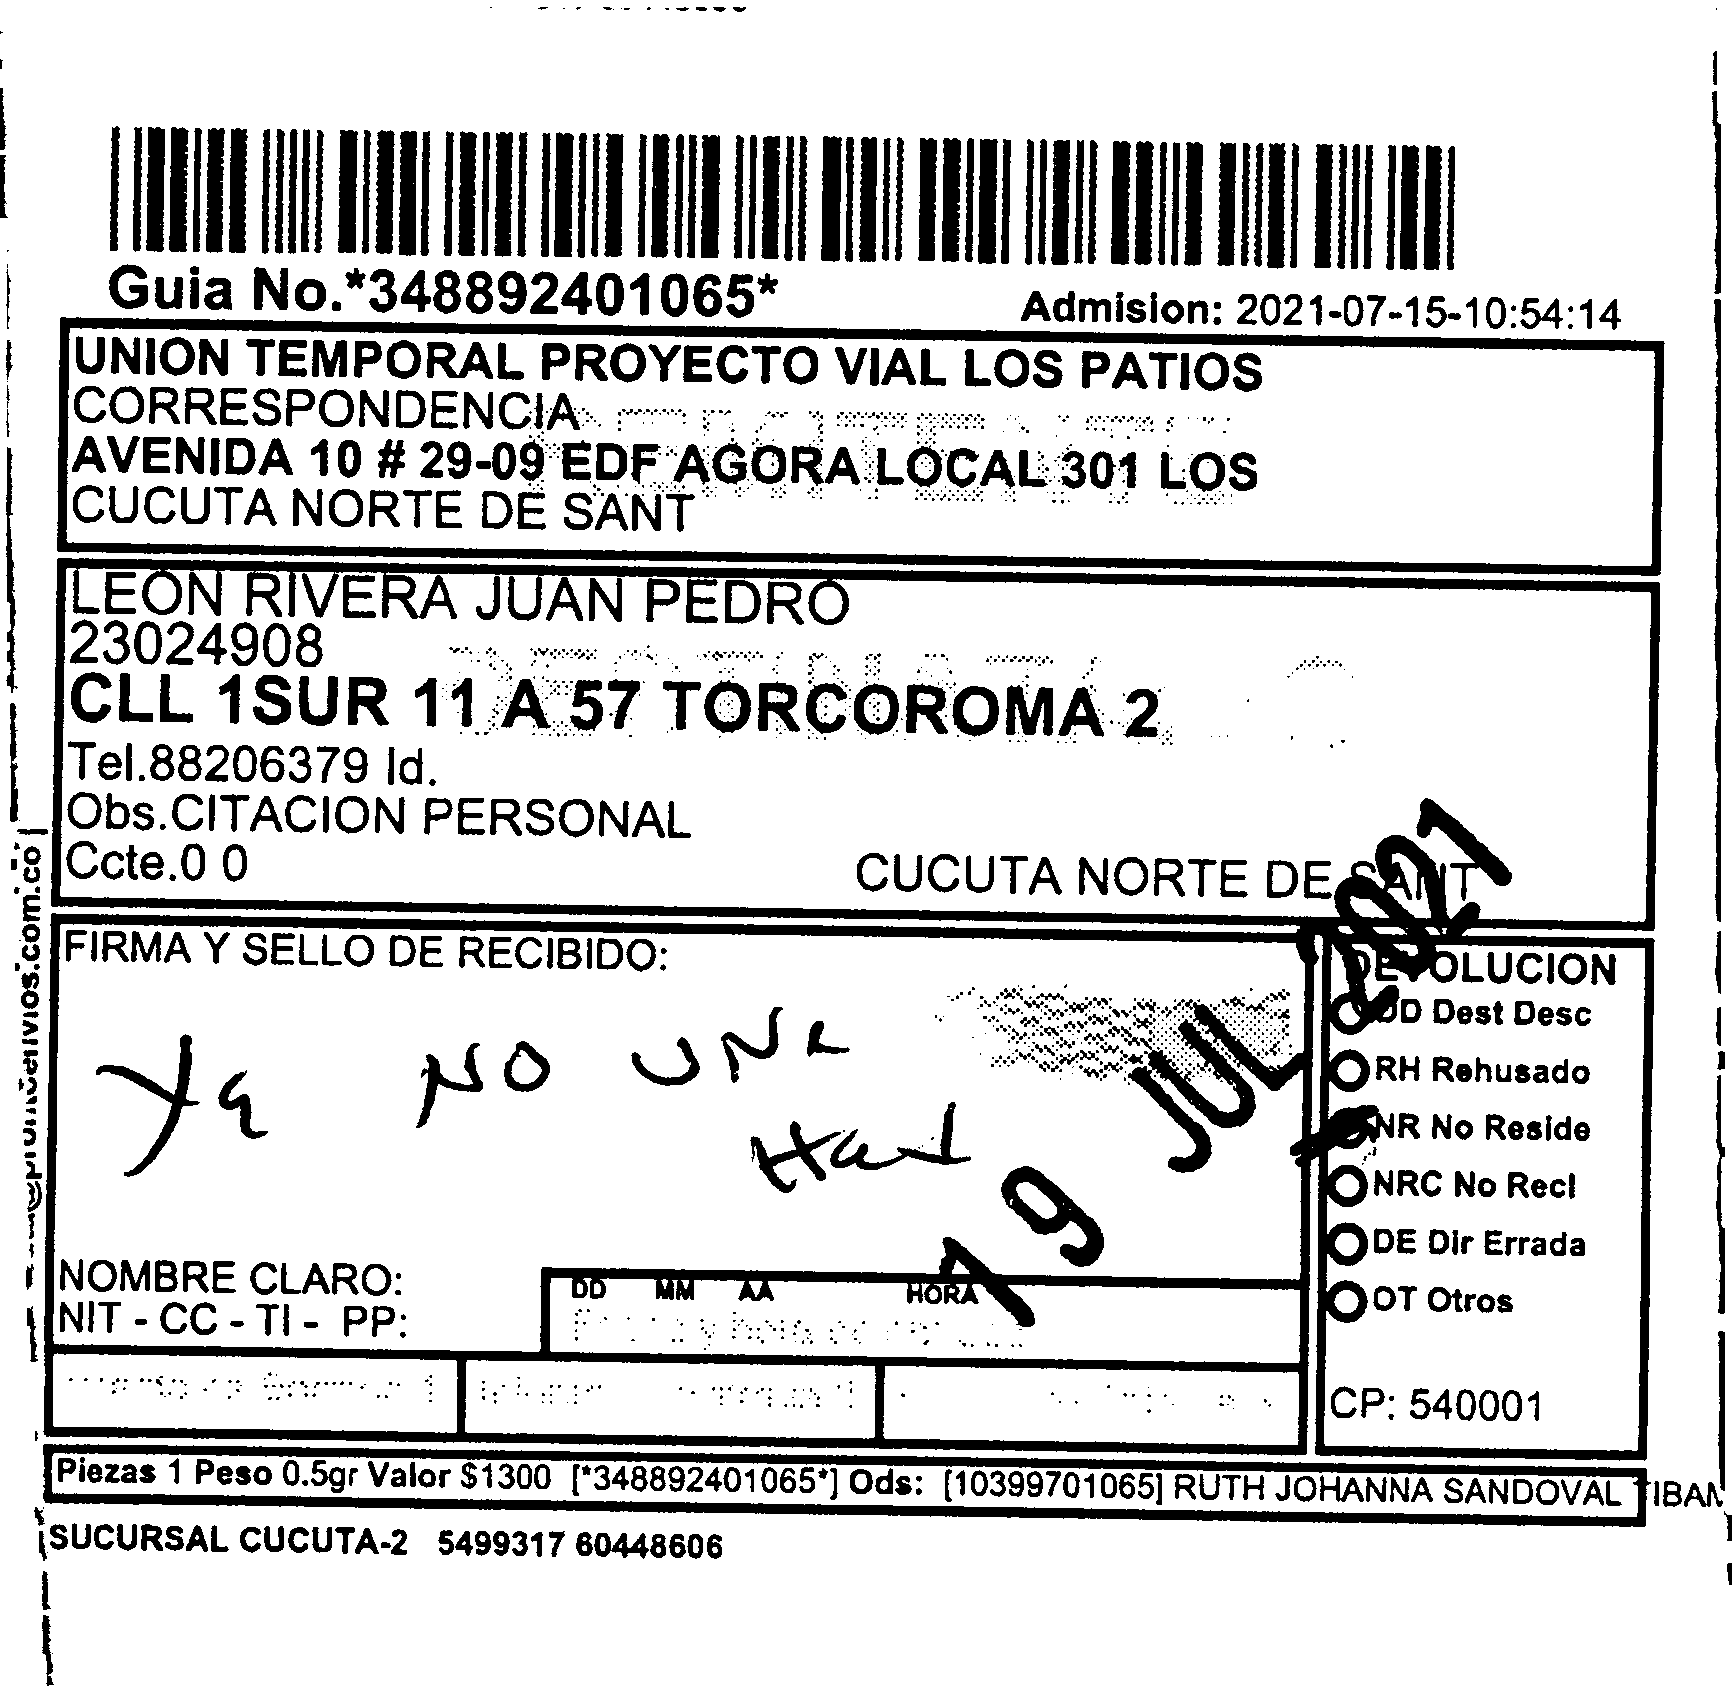 Guia No.*348892401065*
Admision: 2021-07-15-10:54:14
UNION TEMPORAL PROYECTO VIAL LOS PATIOS
CORRESPONDENCIA
AVENIDA 10 # 29-09 EDF AGORA LOCAL 301 LOS
CUCUTA NORTE DE SANT
REMITENTE
LEON RIVERA JUAN PEDRO
23024908
CLL 1SUR 11 A 57 TORCOROMA 2
Tel.88206379 Id.
Obs.CITACION PERSONAL
Ccte.0 0
CUCUTA NORTE DE SANT
FIRMA Y SELLO DE RECIBIDO:
Ya NO
19 JUL 2021
NOMBRE CLARO:
NIT - CC - TI - PP:
DD MM AA HORA
DEVOLUCION
DD Dest Desc
RH Rehusado
NR No Reside
NRC No Recl
DE Dir Errada
OT Otros
CP: 540001
Piezas 1 Peso 0.5gr Valor $1300 [*348892401065*] Ods: [10399701065] RUTH JOHANNA SANDOVAL
SUCURSAL CUCUTA-2 5499317 60448606